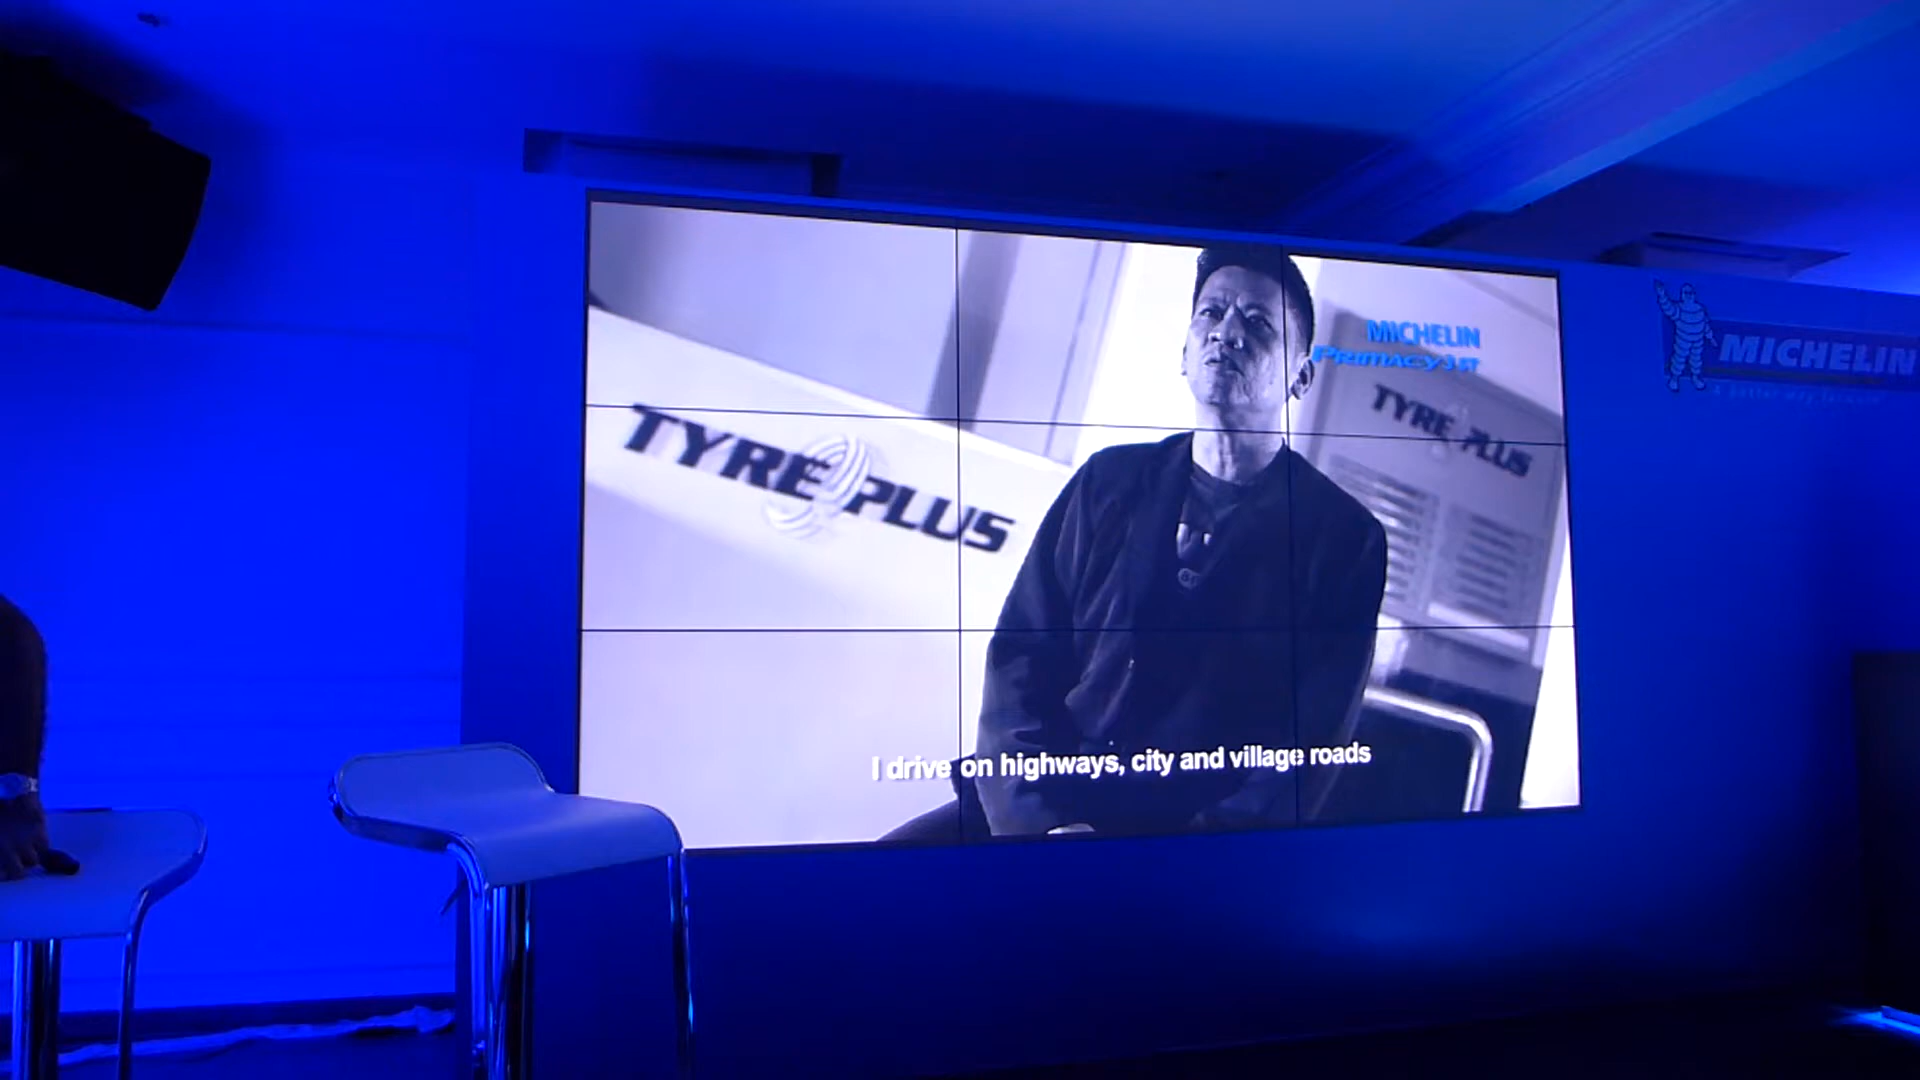 MICHELIN
PRIMACY 3 ST
TYRE PLUS
TYRE PLUS
MICHELIN
I drive on highways, city and village roads